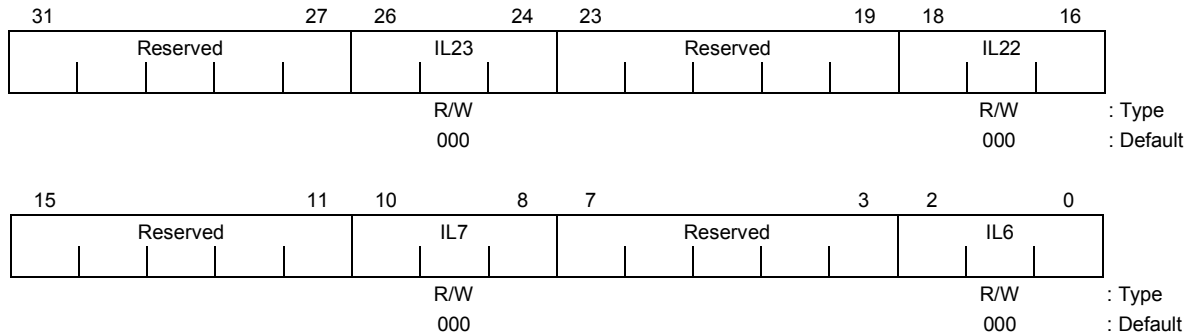 31 27 26 24 23 19 18 16
Reserved IL23 Reserved IL22
R/W R/W : Type
000 000 : Default
15 11 10 8 7 3 2 0
Reserved IL7 Reserved IL6
R/W R/W : Type
000 000 : Default